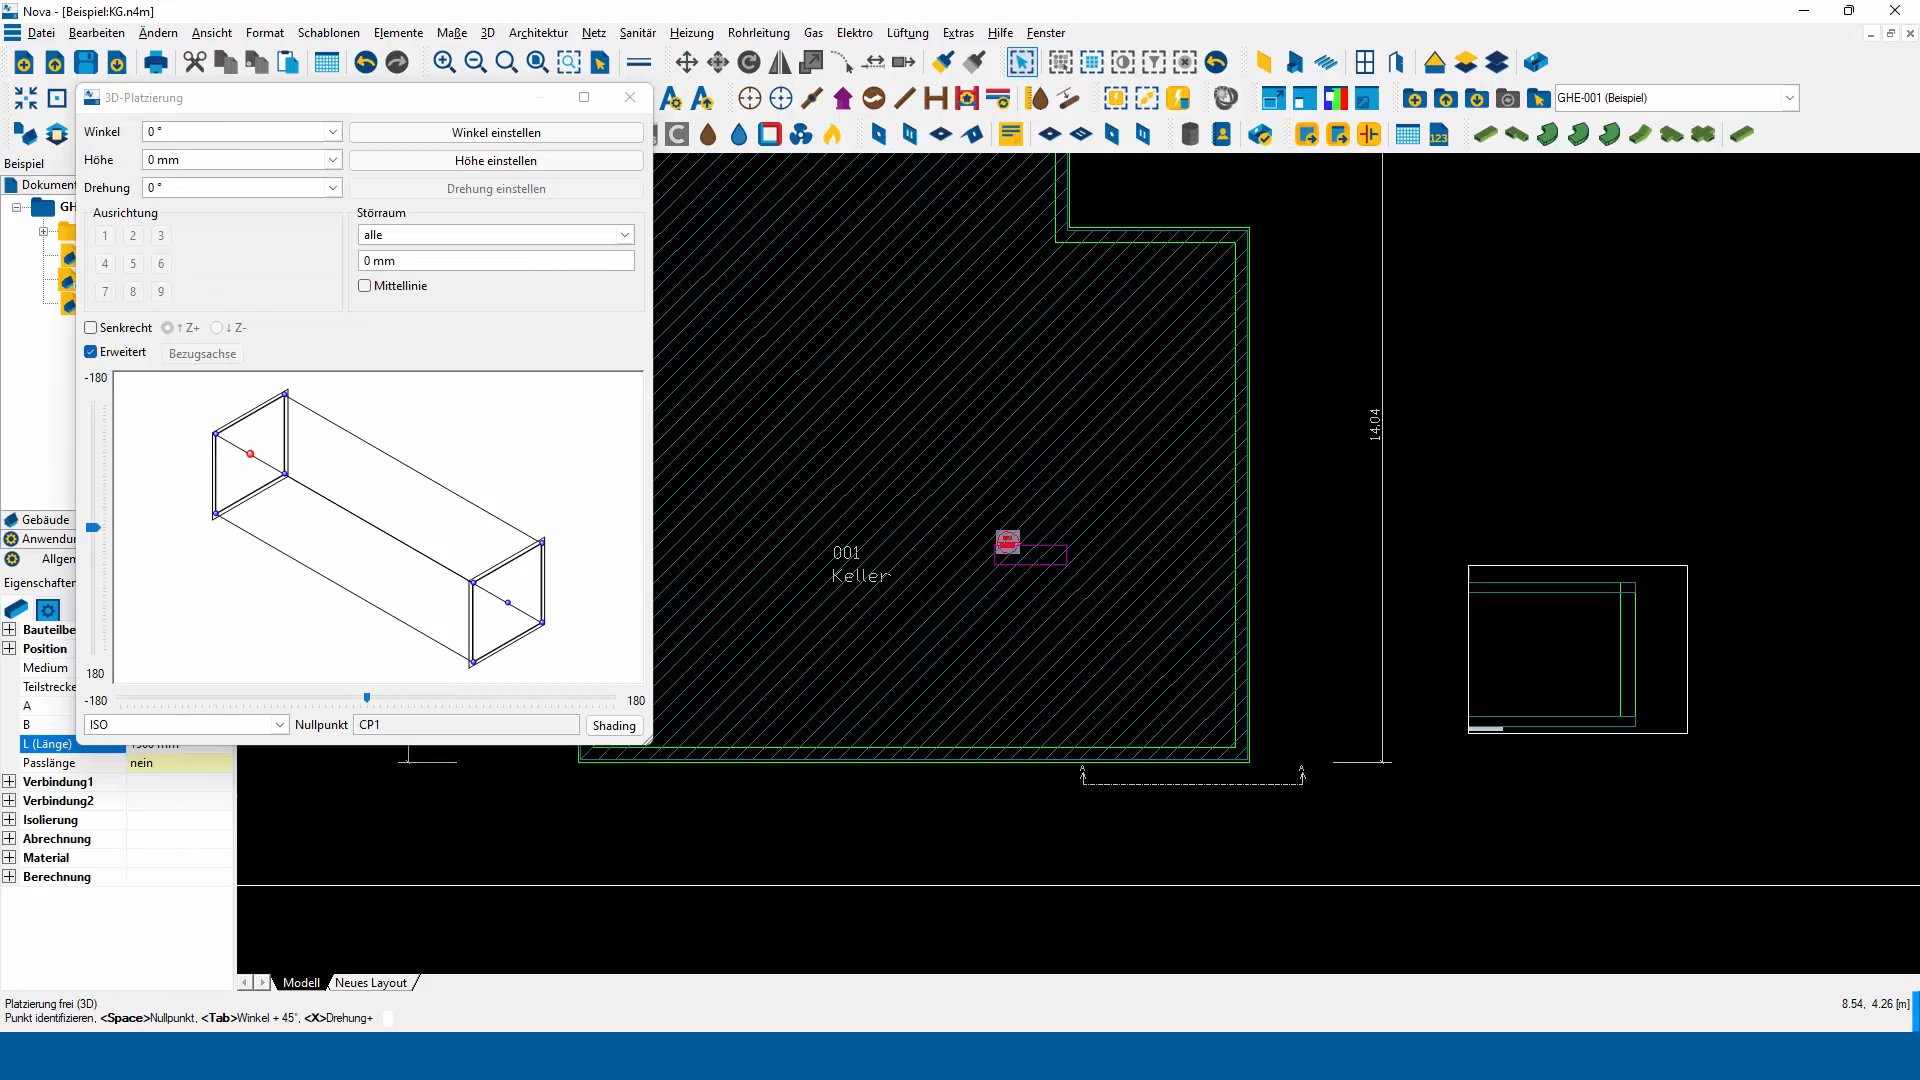 Nova - [Beispiel:KG.n4m]
Datei Bearbeiten Ändern Ansicht Format Schablonen Elemente Maße 3D Architektur Netz Sanitär Heizung Rohrleitung Gas Elektro Lüftung Extras Hilfe Fenster
GHE-001 (Beispiel)
123
Beispiel
Dokument
GH
Gebäude
Anwendun
Allgem
Eigenschaften
Bauteilbe
Position
Medium
Teilstrecke
A
B
L (Länge)
Passlänge nein
Verbindung1
Verbindung2
Isolierung
Abrechnung
Material
Berechnung
3D-Platzierung
Winkel 0 ° Winkel einstellen
Höhe 0 mm Höhe einstellen
Drehung 0 ° Drehung einstellen
Ausrichtung
1 2 3
4 5 6
7 8 9
Störraum
alle
0 mm
Mittellinie
Senkrecht ↑ Z+ ↓ Z-
Erweitert Bezugsachse
-180
180
-180 180
ISO Nullpunkt CP1 Shading
001
Keller
14.04
A A
Modell Neues Layout
Platzierung frei (3D)
Punkt identifizieren, <Space>Nullpunkt, <Tab>Winkel + 45°, <X>Drehung+
8.54, 4.26 [m]